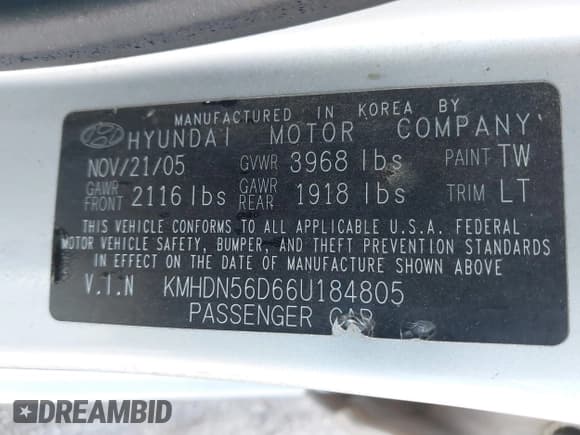 MANUFACTURED IN KOREA BY
HYUNDAI MOTOR COMPANY
NOV/21/05 GVWR 3968 lbs PAINT TW
GAWR FRONT 2116 lbs GAWR REAR 1918 lbs TRIM LT
THIS VEHICLE CONFORMS TO ALL APPLICABLE U.S.A. FEDERAL
MOTOR VEHICLE SAFETY, BUMPER, AND THEFT PREVENTION STANDARDS
IN EFFECT ON THE DATE OF MANUFACTURE SHOWN ABOVE
V.I.N KMHDN56D66U184805
PASSENGER CAR
DREAMBID